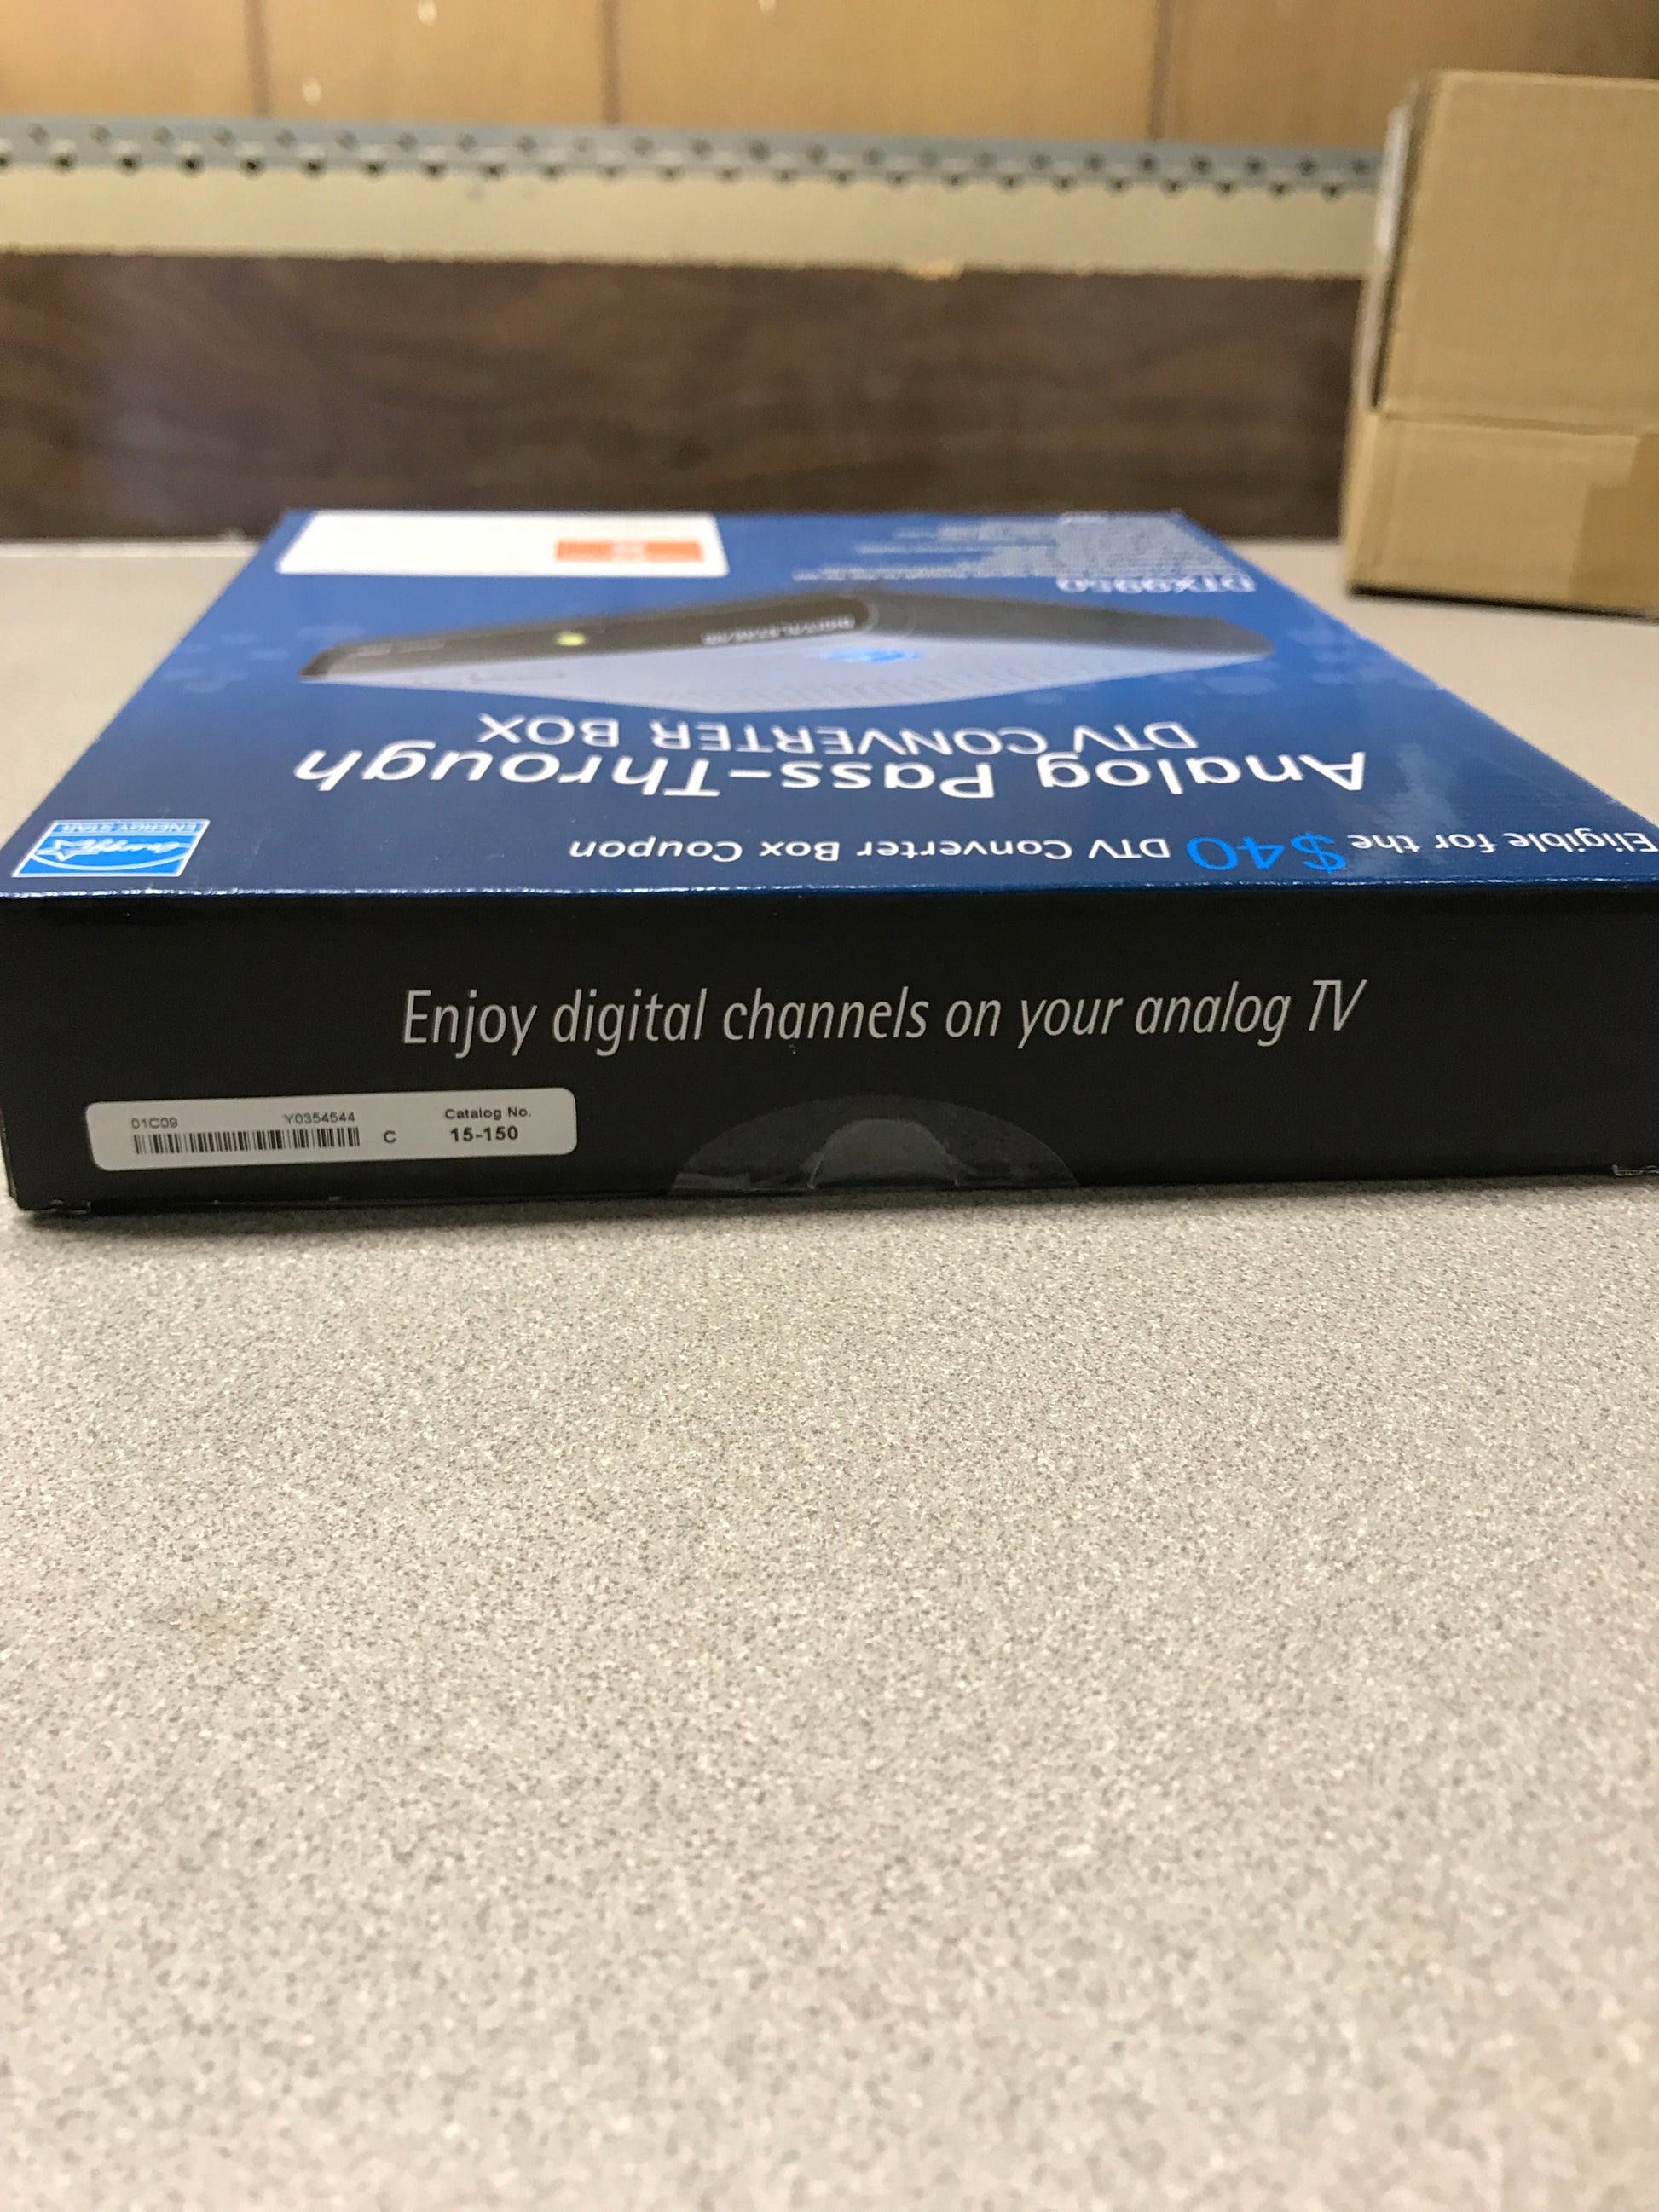 Eligible for the $40 DTV Converter Box Coupon
ENERGY STAR
Analog Pass-Through
DTV CONVERTER BOX
DTX9950
Enjoy digital channels on your analog TV
01C09 Y0354544
C
Catalog No.
15-150